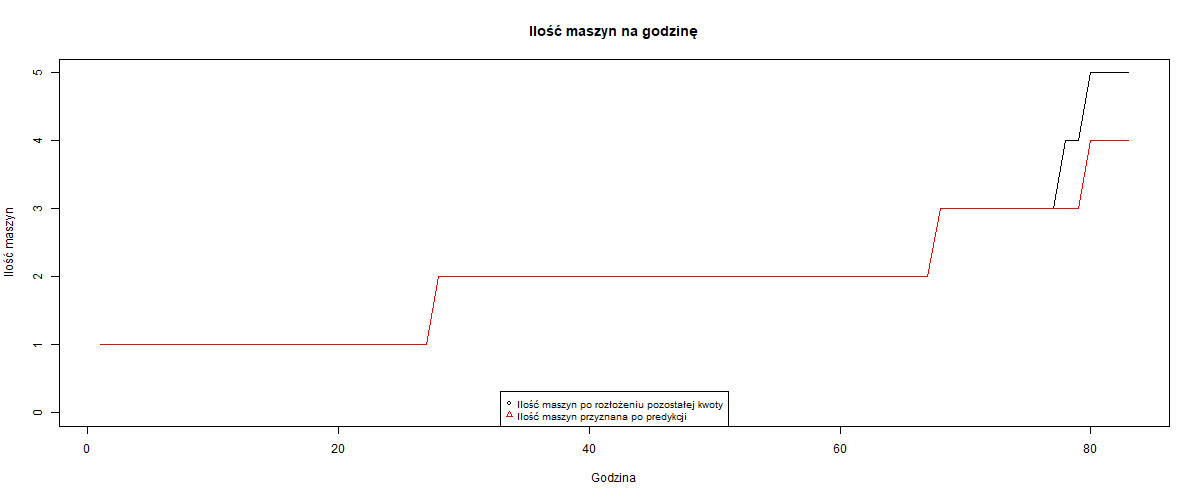 Ilość maszyn na godzinę
5
4
3
2
1
0
Ilość maszyn
Ilość maszyn po rozłożeniu pozostałej kwoty
Ilość maszyn przyznana po predykcji
0 20 40 60 80
Godzina